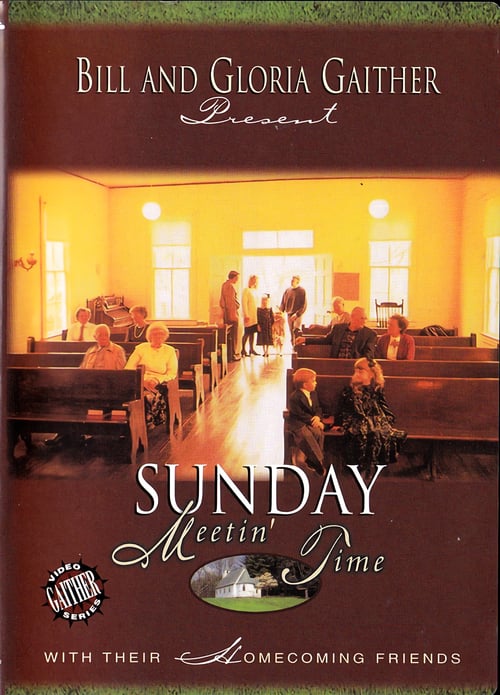 BILL AND GLORIA GAITHER
Present
SUNDAY
Meetin' Time
VIDEO
GAITHER
SERIES
WITH THEIR HOMECOMING FRIENDS